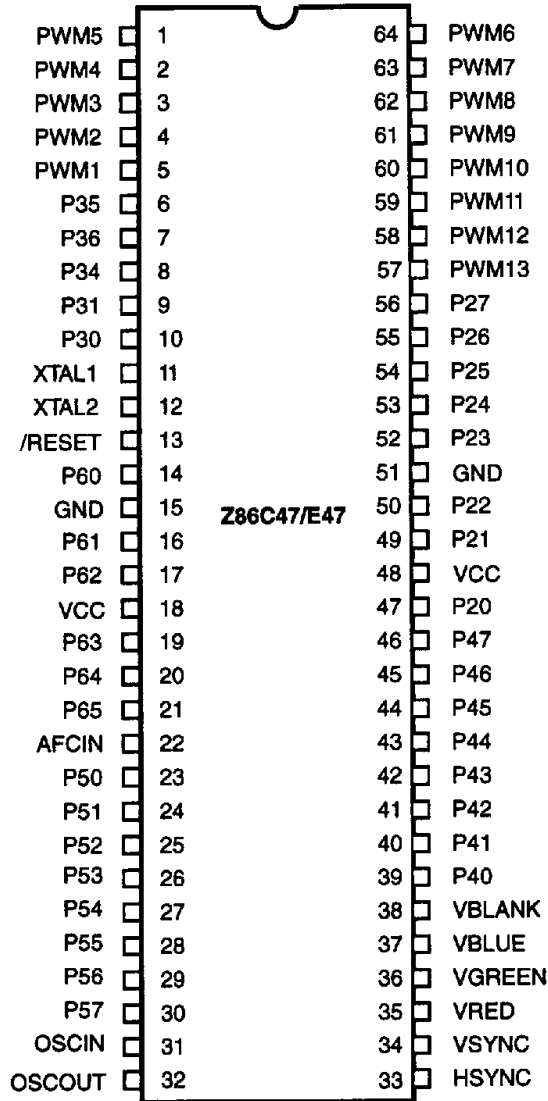 PWM5 1 64 PWM6
PWM4 2 63 PWM7
PWM3 3 62 PWM8
PWM2 4 61 PWM9
PWM1 5 60 PWM10
P35 6 59 PWM11
P36 7 58 PWM12
P34 8 57 PWM13
P31 9 56 P27
P30 10 55 P26
XTAL1 11 54 P25
XTAL2 12 53 P24
/RESET 13 52 P23
P60 14 51 GND
GND 15 Z86C47/E47 50 P22
P61 16 49 P21
P62 17 48 VCC
VCC 18 47 P20
P63 19 46 P47
P64 20 45 P46
P65 21 44 P45
AFCIN 22 43 P44
P50 23 42 P43
P51 24 41 P42
P52 25 40 P41
P53 26 39 P40
P54 27 38 VBLANK
P55 28 37 VBLUE
P56 29 36 VGREEN
P57 30 35 VRED
OSCIN 31 34 VSYNC
OSCOUT 32 33 HSYNC